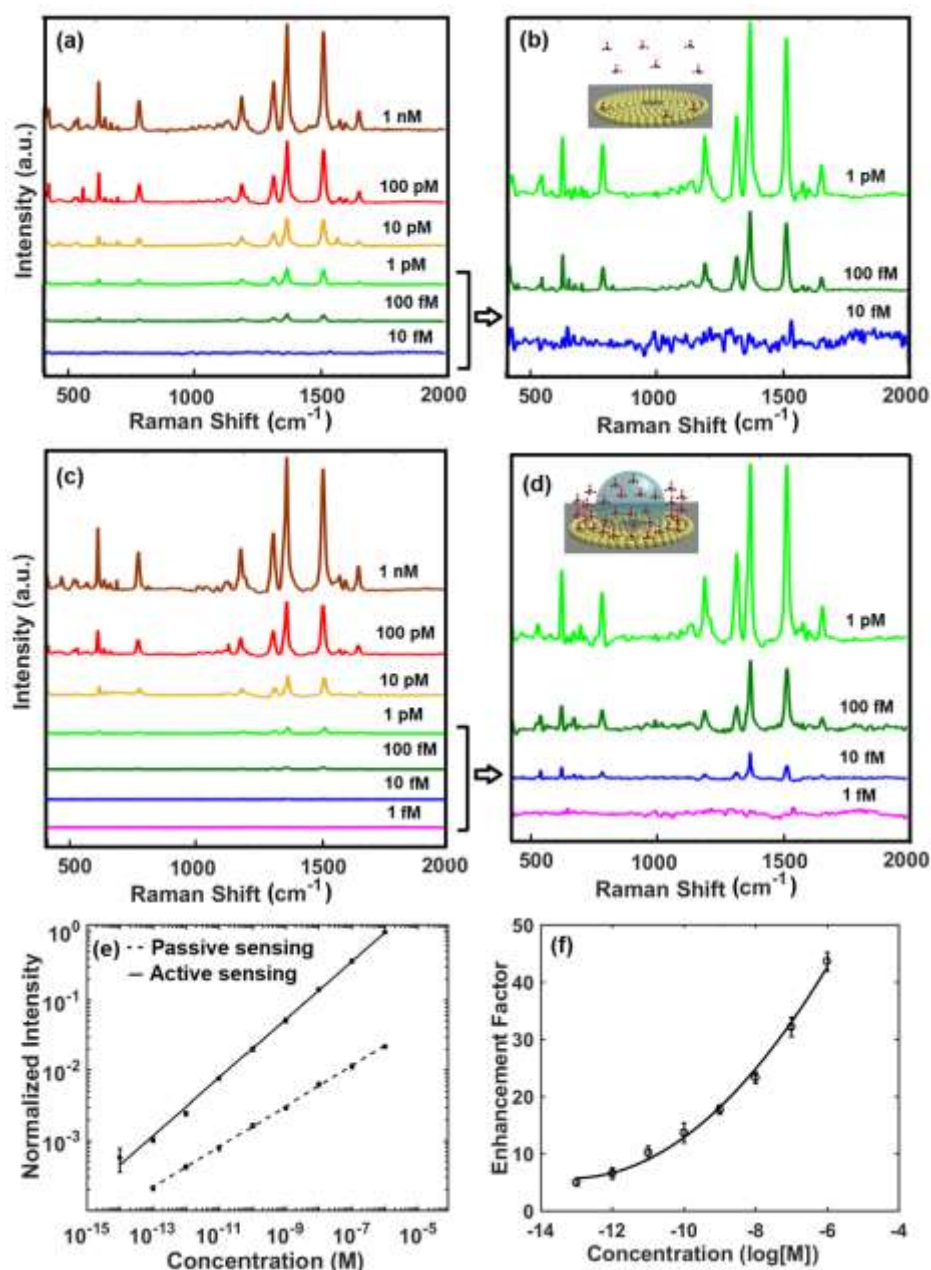 (a)
1 nM
100 pM
10 pM
1 pM
100 fM
10 fM
Intensity (a.u.)
500 1000 1500 2000
Raman Shift (cm⁻¹)
(b)
1 pM
100 fM
10 fM
500 1000 1500 2000
Raman Shift (cm⁻¹)
(c)
1 nM
100 pM
10 pM
1 pM
100 fM
10 fM
1 fM
Intensity (a.u.)
500 1000 1500 2000
Raman Shift (cm⁻¹)
(d)
1 pM
100 fM
10 fM
1 fM
500 1000 1500 2000
Raman Shift (cm⁻¹)
(e)
Passive sensing
Active sensing
Normalized Intensity
10⁰
10⁻¹
10⁻²
10⁻³
10⁻¹⁵ 10⁻¹³ 10⁻¹¹ 10⁻⁹ 10⁻⁷ 10⁻⁵
Concentration (M)
(f)
Enhancement Factor
50
40
30
20
10
0
-14 -12 -10 -8 -6 -4
Concentration (log[M])